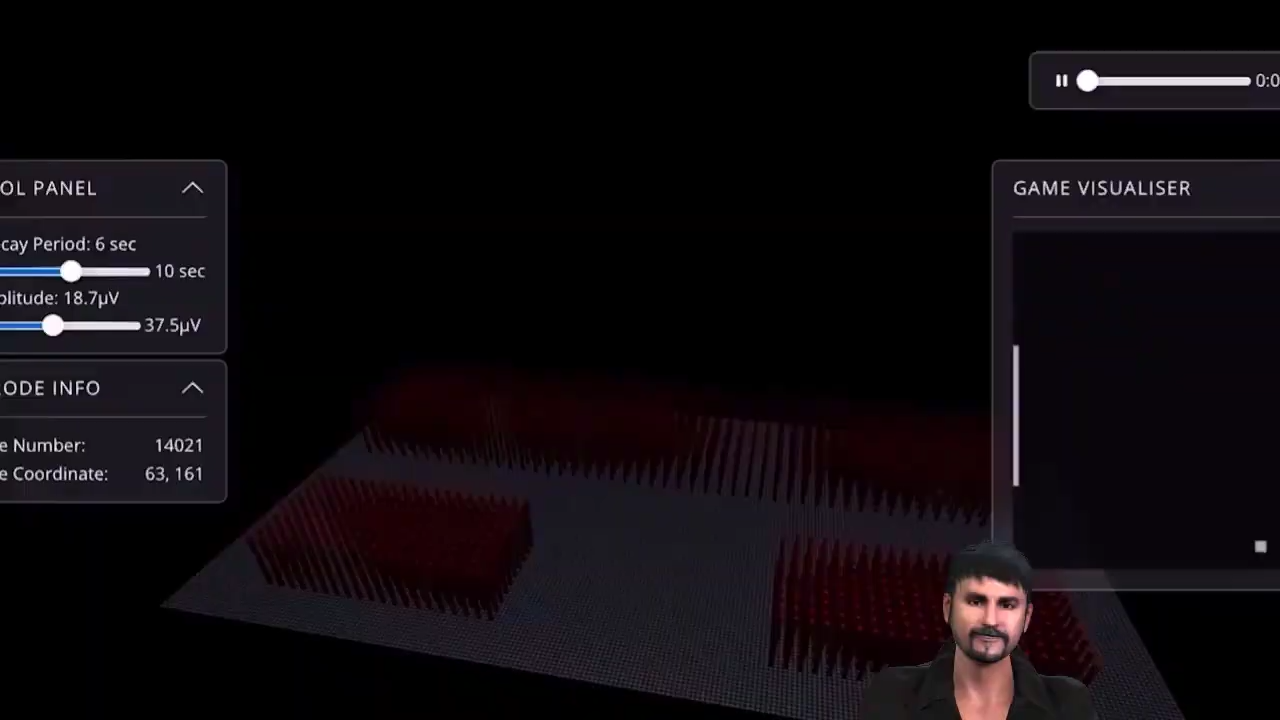 OL PANEL
cay Period: 6 sec
10 sec
plitude: 18.7µV
37.5µV
ODE INFO
e Number: 14021
e Coordinate: 63, 161
0:0
GAME VISUALISER